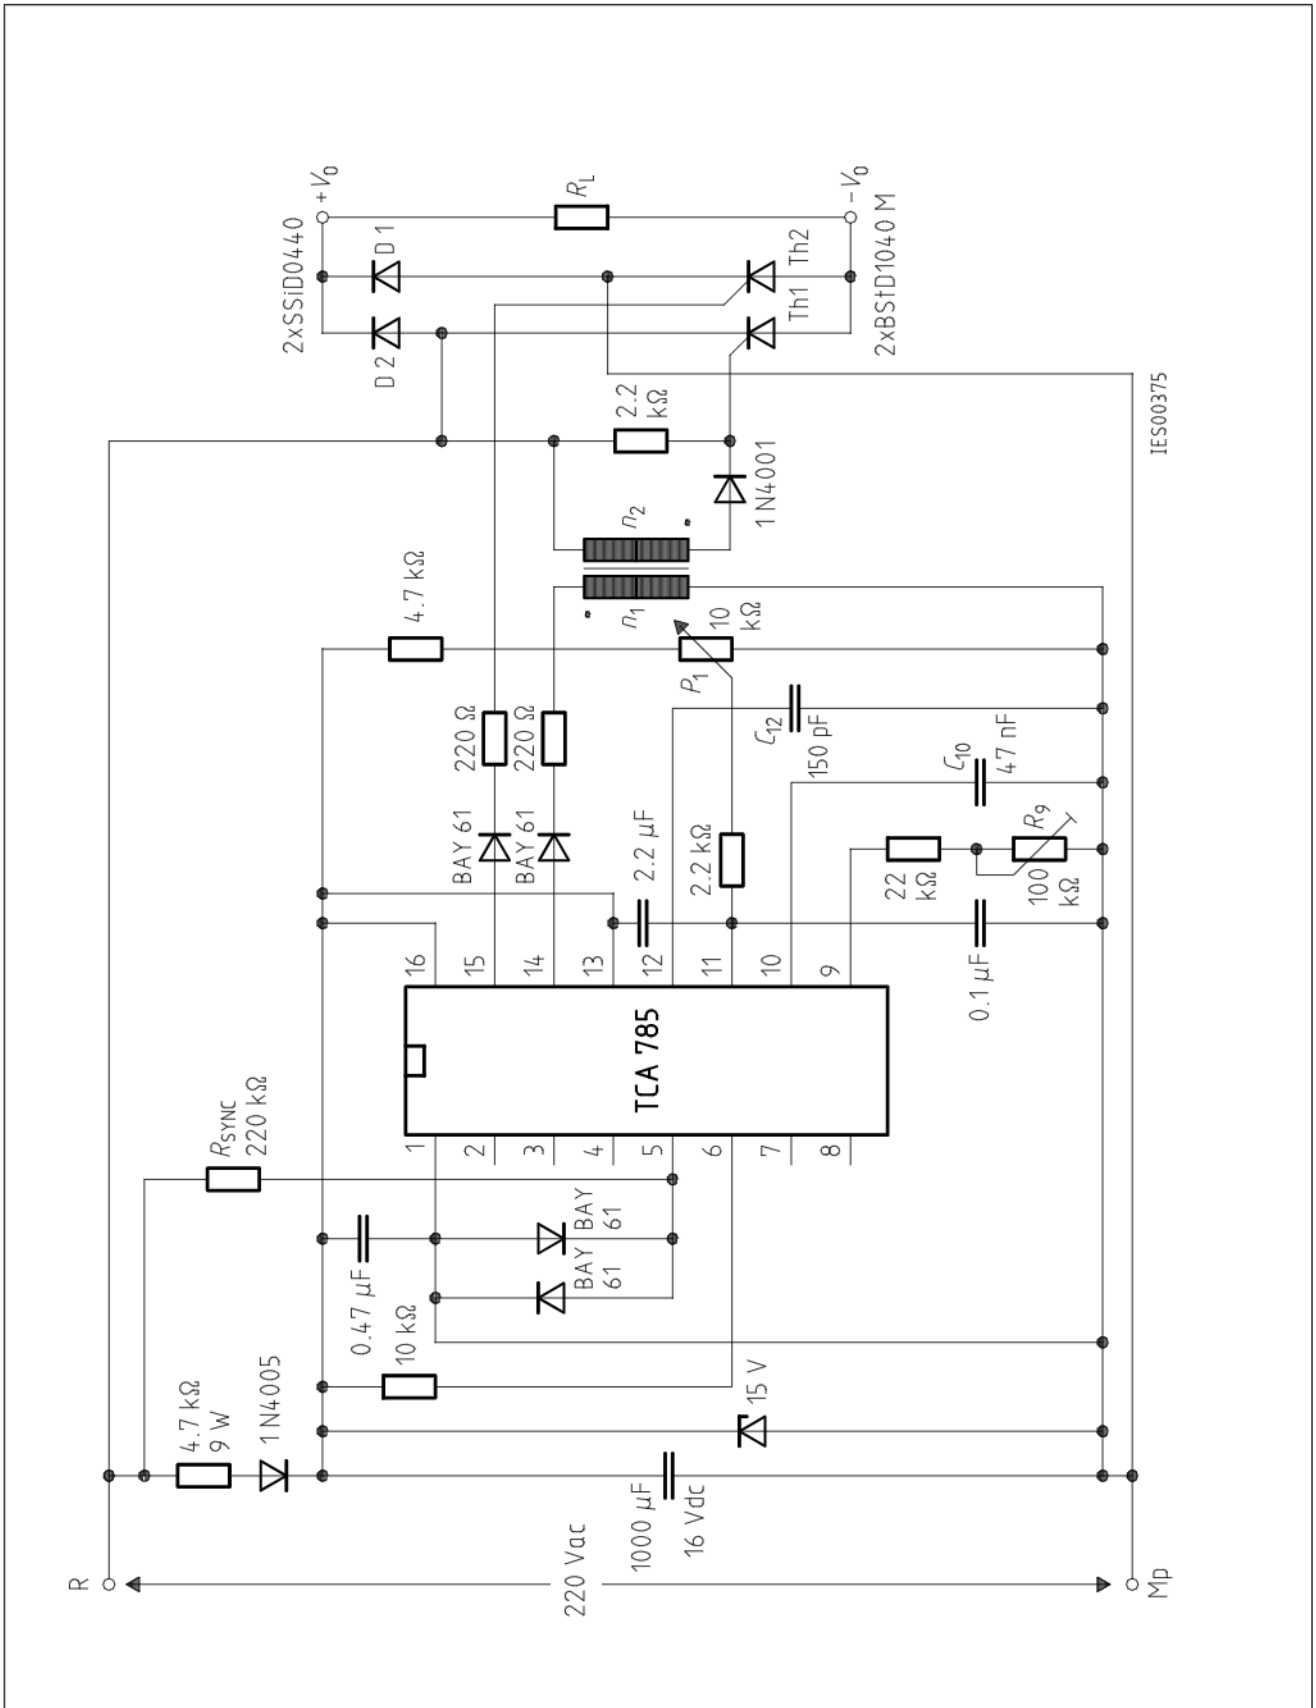 R
220 Vac
Mp
4.7 kΩ
9 W
1N4005
1000 µF
16 Vdc
15 V
10 kΩ
0.47 µF
BAY
61
BAY
61
RSYNC
220 kΩ
1
2
3
4
5
6
7
8
TCA 785
16
15
14
13
12
11
10
9
BAY 61
BAY 61
220 Ω
220 Ω
2.2 µF
2.2 kΩ
0.1 µF
22
kΩ
100
kΩ
R9
C10
47 nF
C12
150 pF
4.7 kΩ
P1
10
kΩ
n1
n2
1N4001
2.2
kΩ
2xSSiD0440
D2
D1
Th1
Th2
2xBStD1040 M
+V0
RL
-V0
IES00375